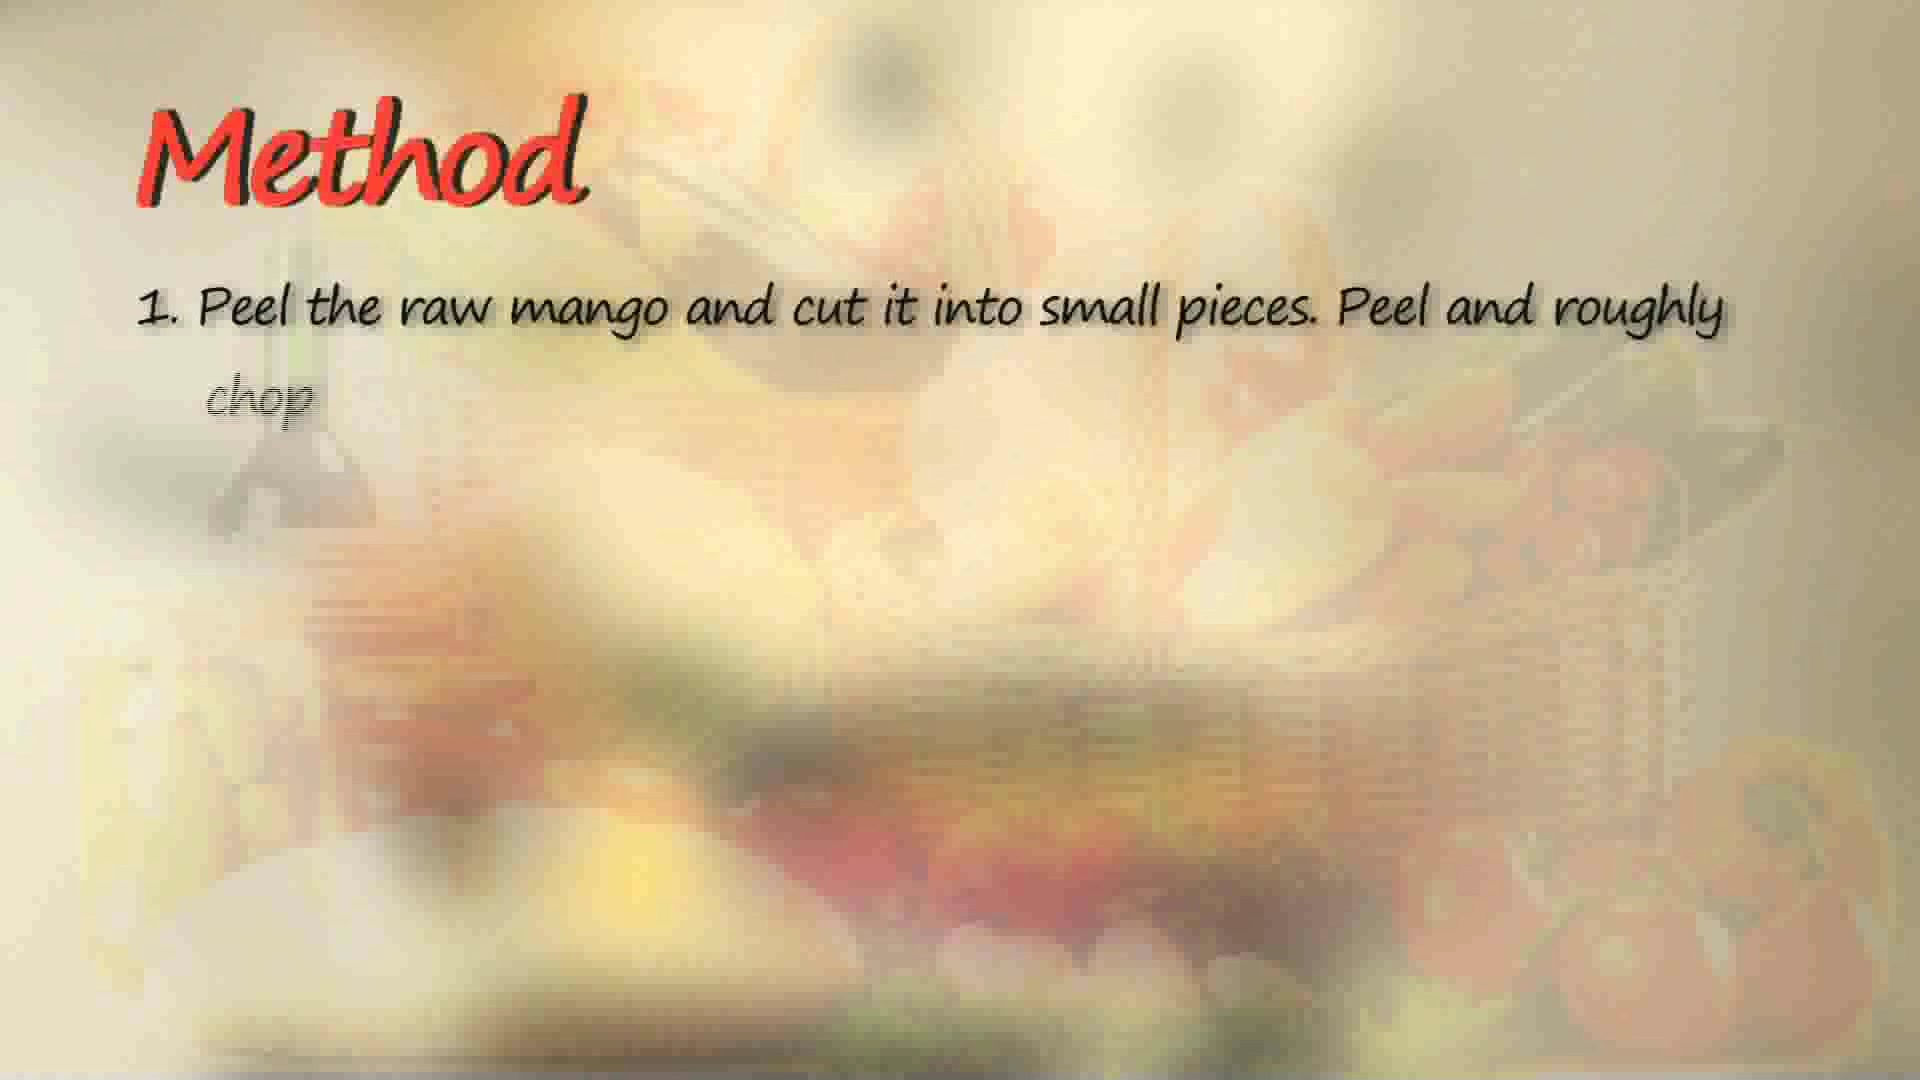 Method
1. Peel the raw mango and cut it into small pieces. Peel and roughly
chop